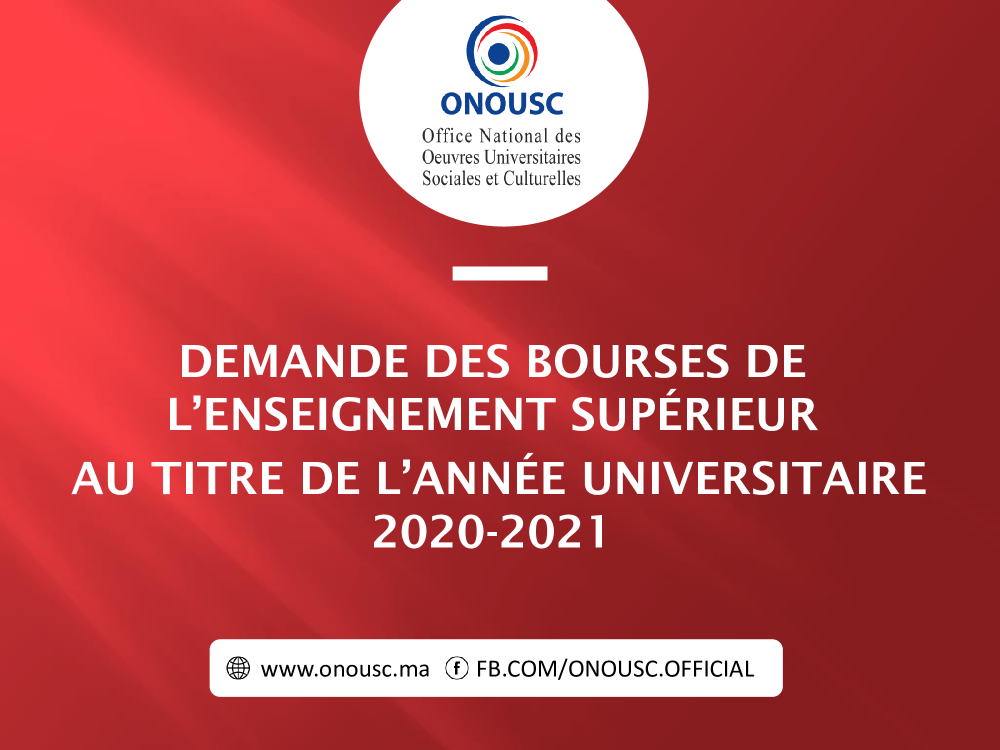 ONOUSC
Office National des
Oeuvres Universitaires
Sociales et Culturelles
DEMANDE DES BOURSES DE
L’ENSEIGNEMENT SUPÉRIEUR
AU TITRE DE L’ANNÉE UNIVERSITAIRE
2020-2021
www.onousc.ma f FB.COM/ONOUSC.OFFICIAL